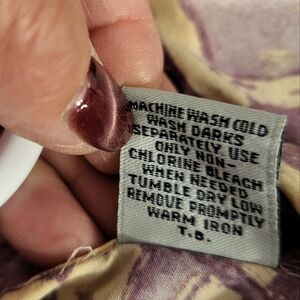 MACHINE WASH COLD
WASH DARKS
SEPARATELY USE
ONLY NON-
CHLORINE BLEACH
WHEN NEEDED
TUMBLE DRY LOW
REMOVE PROMPTLY
WARM IRON
T.D.